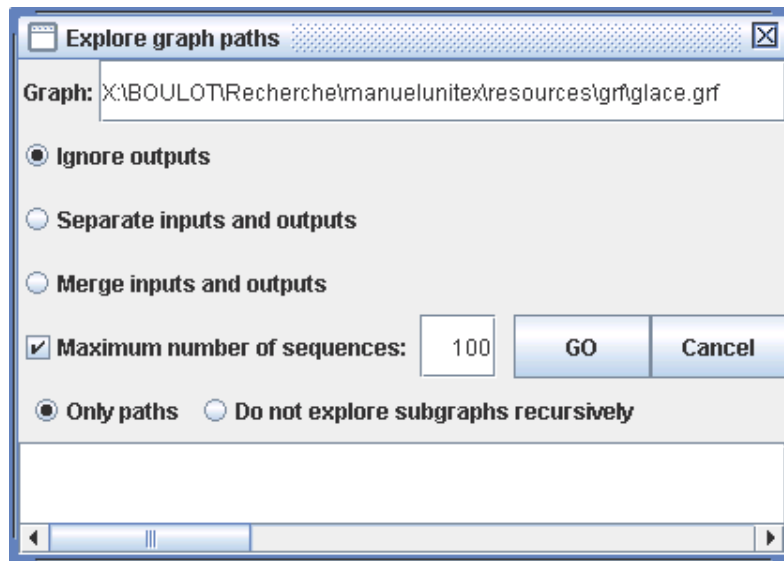 Explore graph paths
Graph: X:\BOULOT\Recherche\manuelunitex\resources\grf\glace.grf
Ignore outputs
Separate inputs and outputs
Merge inputs and outputs
Maximum number of sequences: 100 GO Cancel
Only paths Do not explore subgraphs recursively